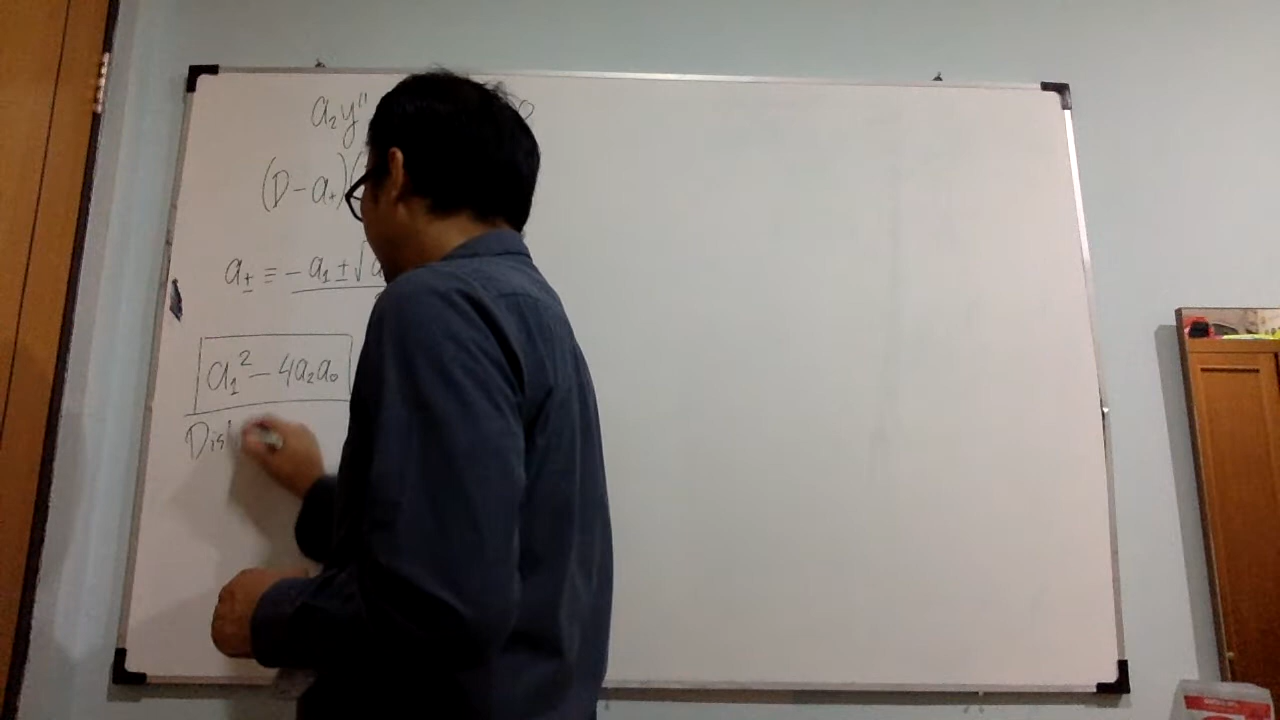 a₂y"
(D-a₊)(
a± ≡ -a₁ ± √a
a₁² - 4a₂a₀
Dis